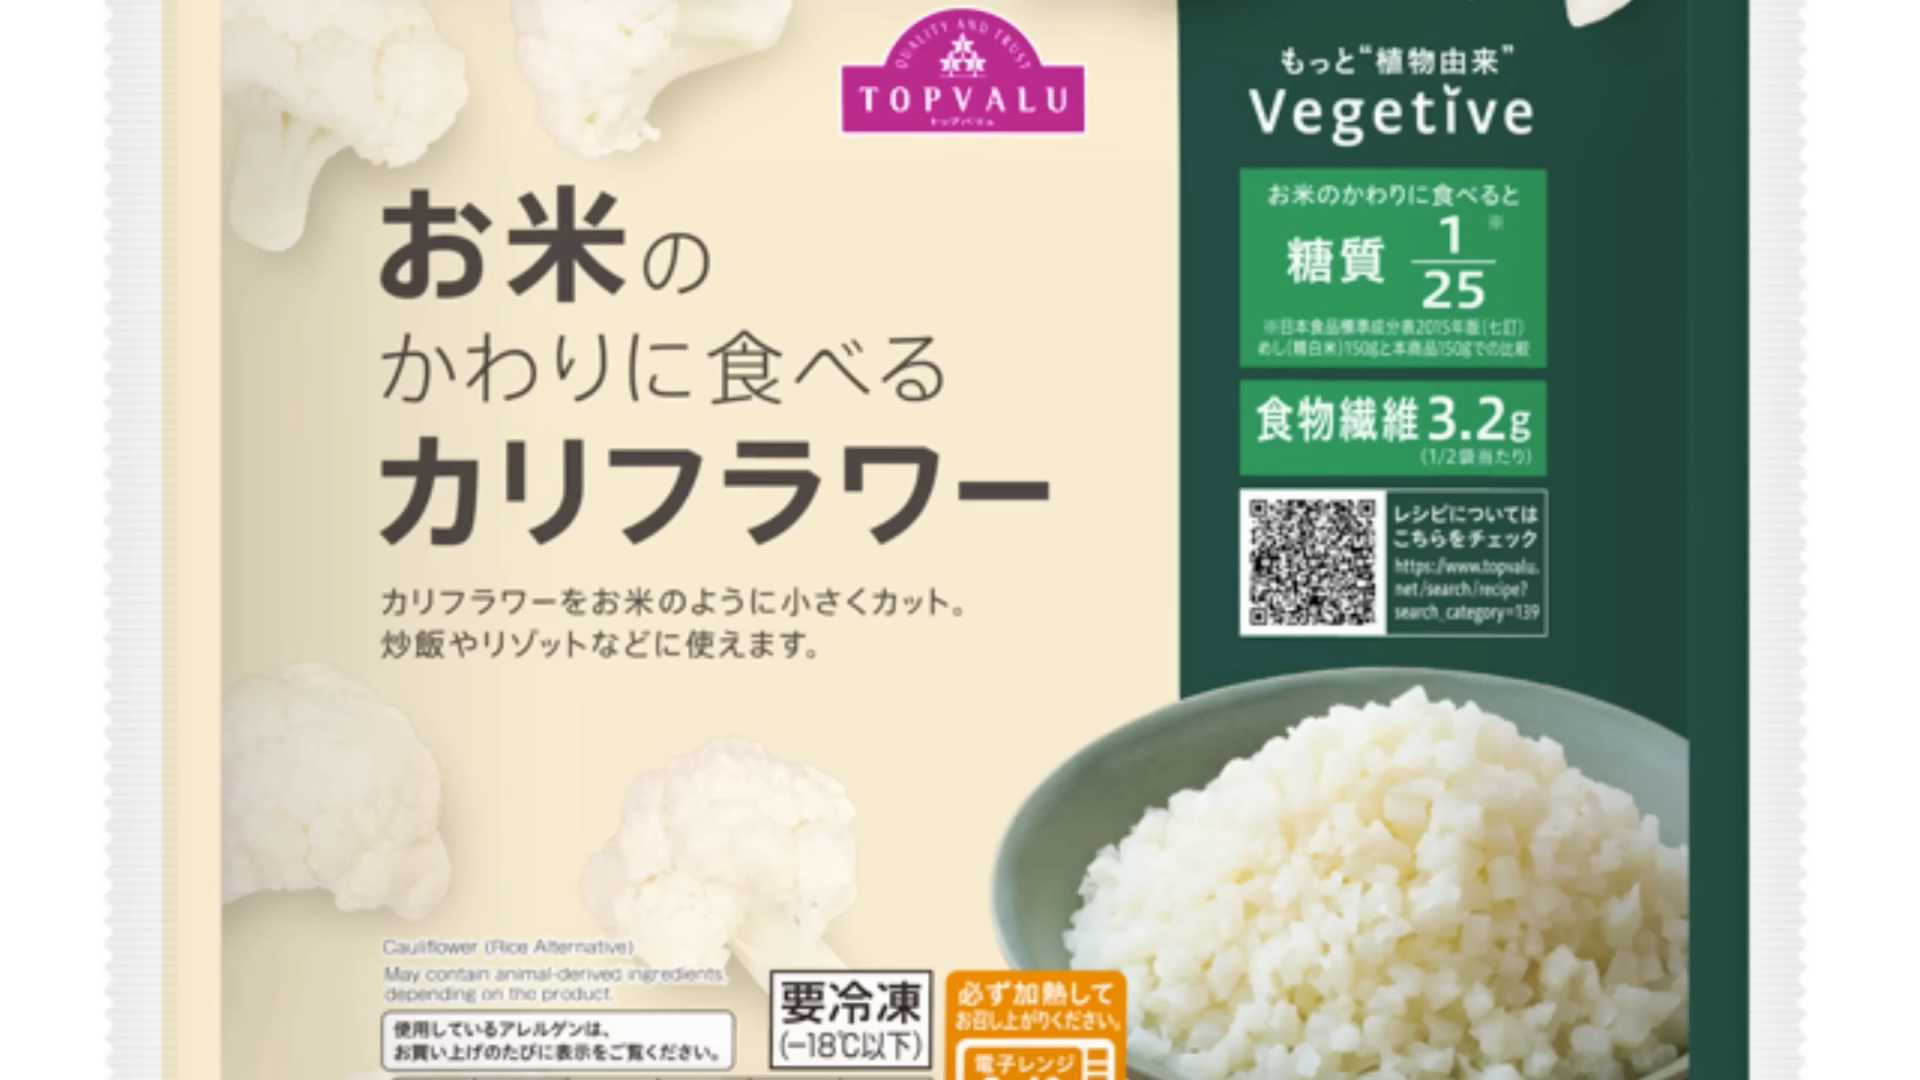 QUALITY AND TRUST
TOPVALU
トップバリュ
お米の
かわりに食べる
カリフラワー
カリフラワーをお米のように小さくカット。
炒飯やリゾットなどに使えます。
もっと“植物由来”
Vegetive
お米のかわりに食べると
糖質 1/25 ※
※日本食品標準成分表2015年版(七訂)
めし(精白米)150gと本商品150gでの比較
食物繊維3.2g
(1/2袋当たり)
レシピについては
こちらをチェック
https://www.topvalu.
net/search/recipe?
search_category=139
Cauliflower (Rice Alternative)
May contain animal-derived ingredients,
depending on the product.
使用しているアレルゲンは、
お買い上げのたびに表示をご覧ください。
要冷凍
(−18℃以下)
必ず加熱して
お召し上がりください。
電子レンジ